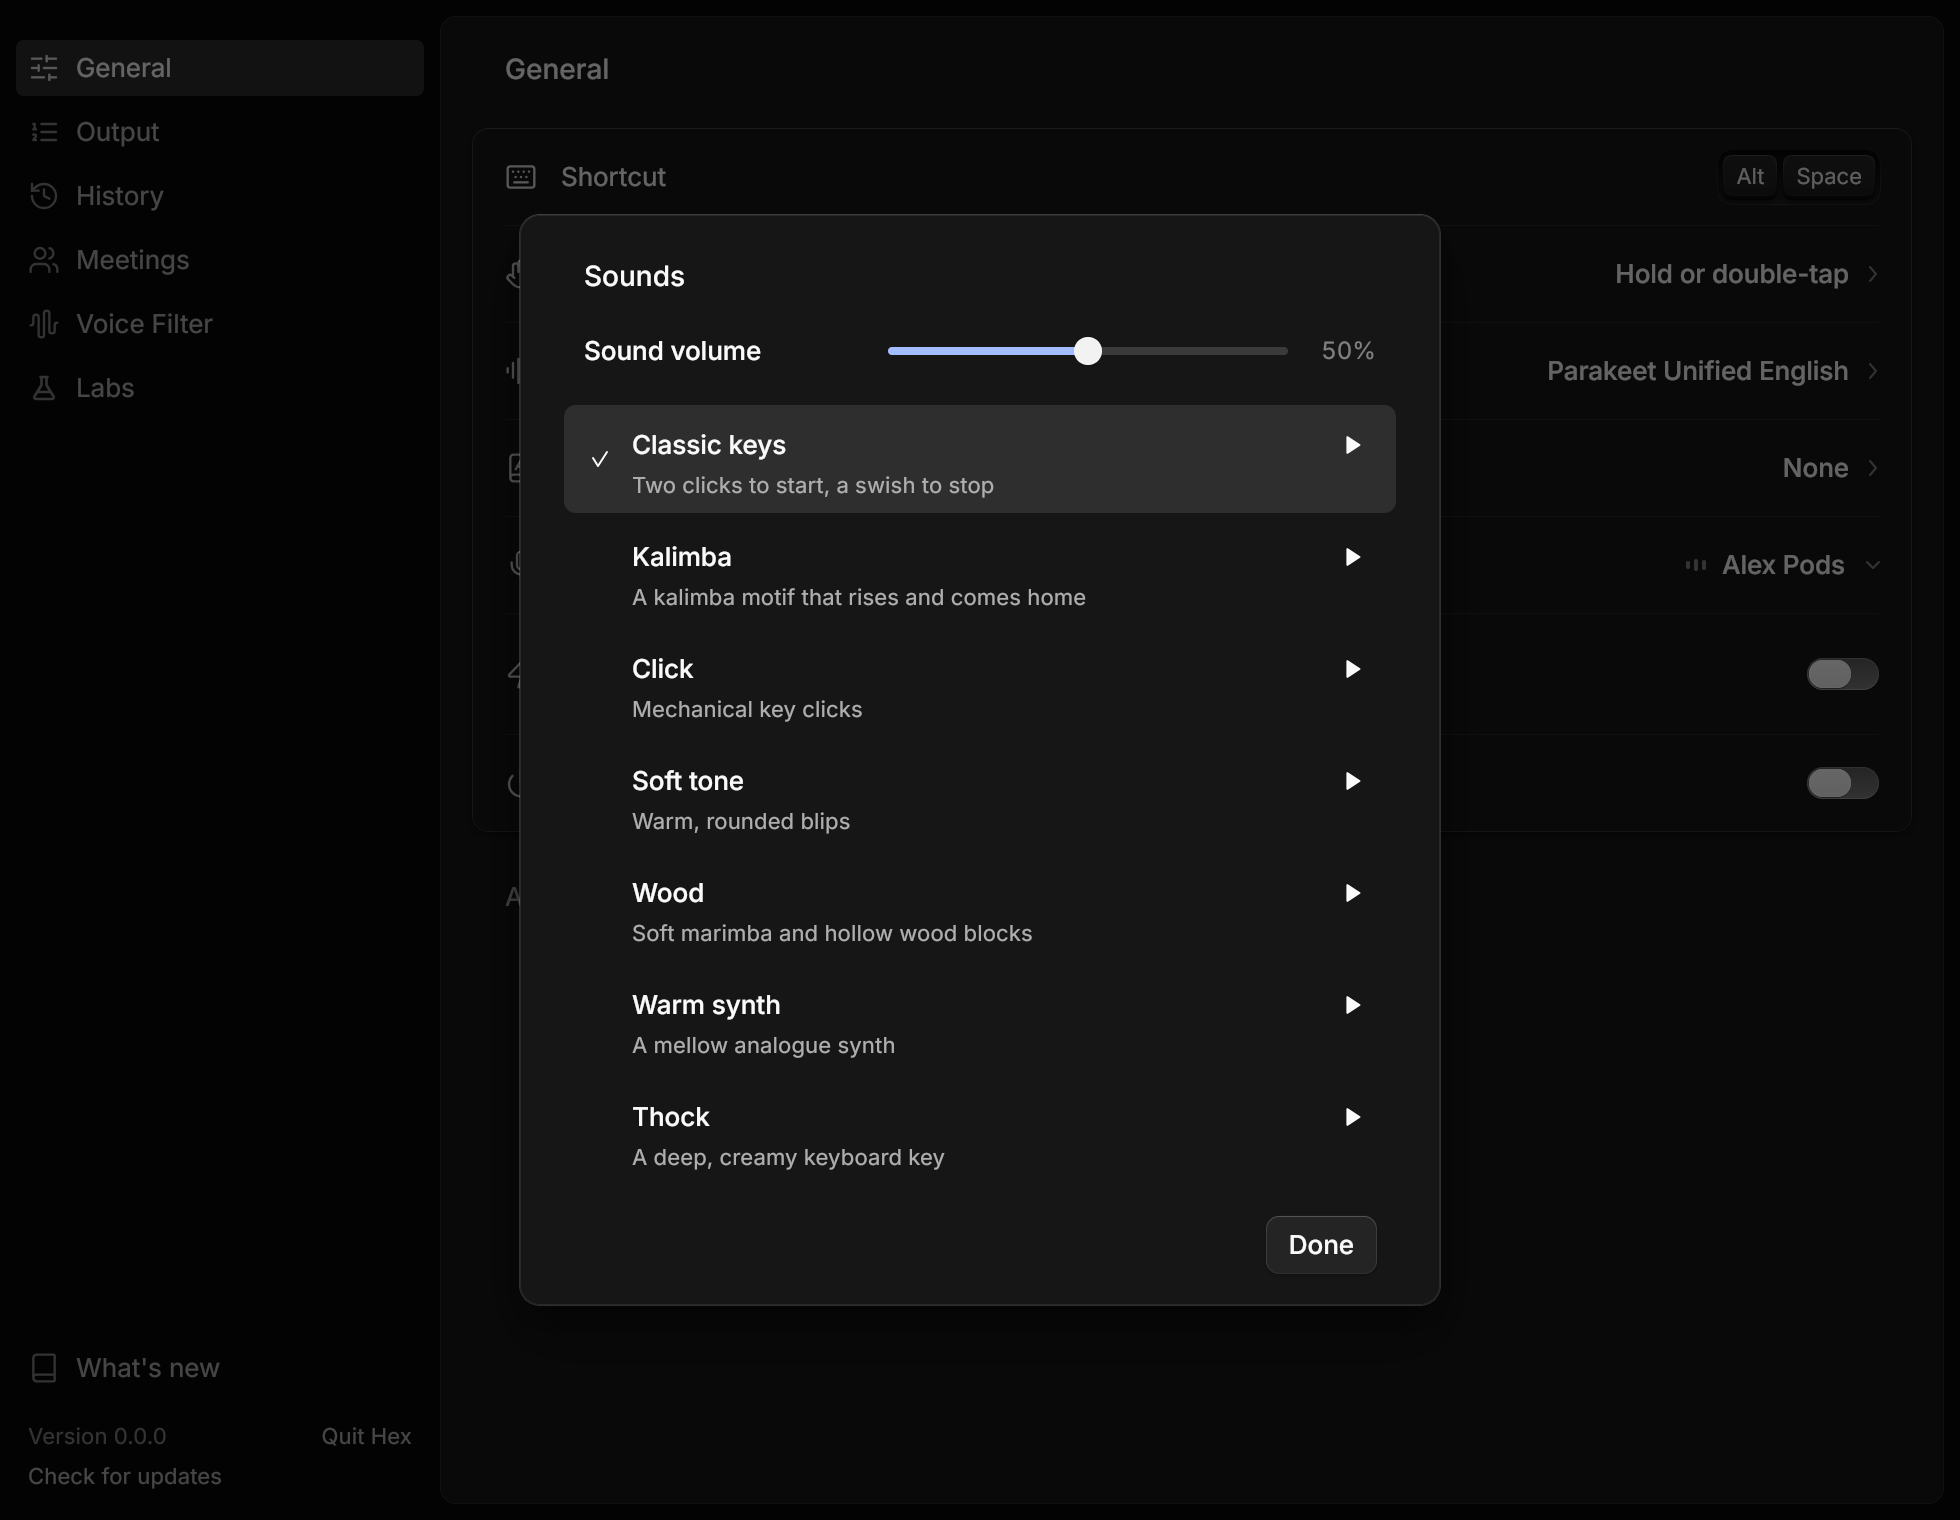 General
Output
History
Meetings
Voice Filter
Labs
What's new
Version 0.0.0
Quit Hex
Check for updates
General
Shortcut
Alt
Space
Hold or double-tap
Parakeet Unified English
None
Alex Pods
Sounds
Sound volume
50%
Classic keys
Two clicks to start, a swish to stop
Kalimba
A kalimba motif that rises and comes home
Click
Mechanical key clicks
Soft tone
Warm, rounded blips
Wood
Soft marimba and hollow wood blocks
Warm synth
A mellow analogue synth
Thock
A deep, creamy keyboard key
Done